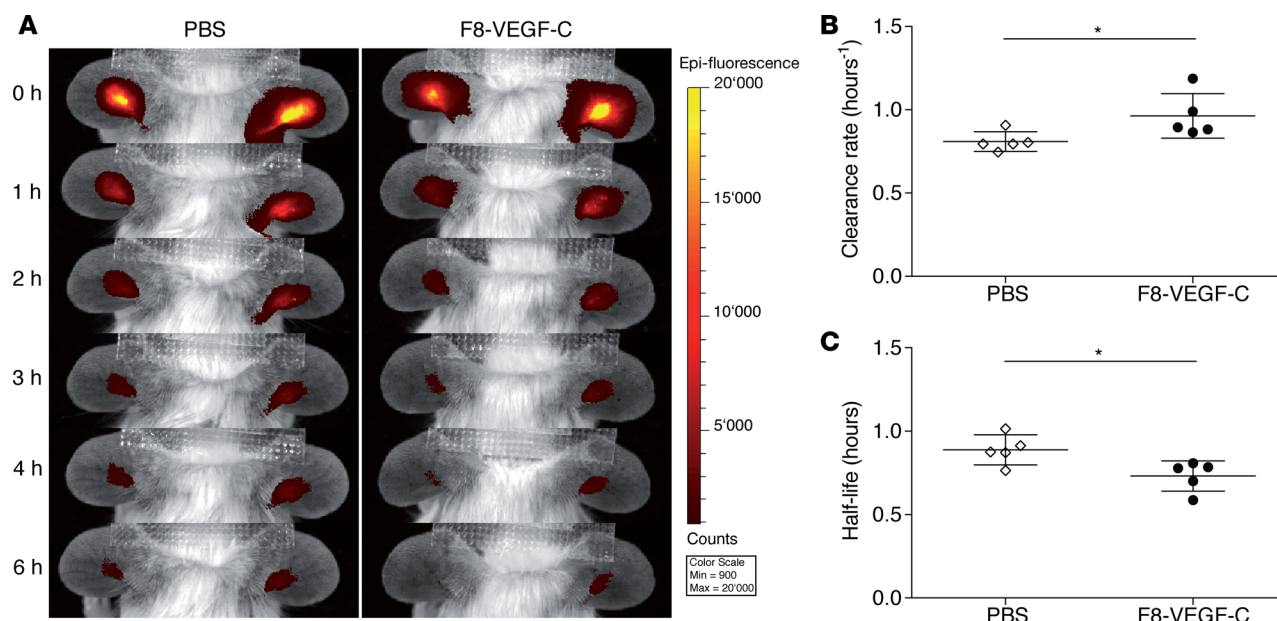 A
PBS
F8-VEGF-C
0 h
1 h
2 h
3 h
4 h
6 h
Epi-fluorescence
20‘000
15'000
10'000
5'000
Counts
Color Scale
Min = 900
Max = 20'000
B
Clearance rate (hours-1)
1.5
1.0
0.5
0.0
*
PBS
F8-VEGF-C
C
Half-life (hours)
1.5
1.0
0.5
0.0
*
PBS
F8-VEGF-C